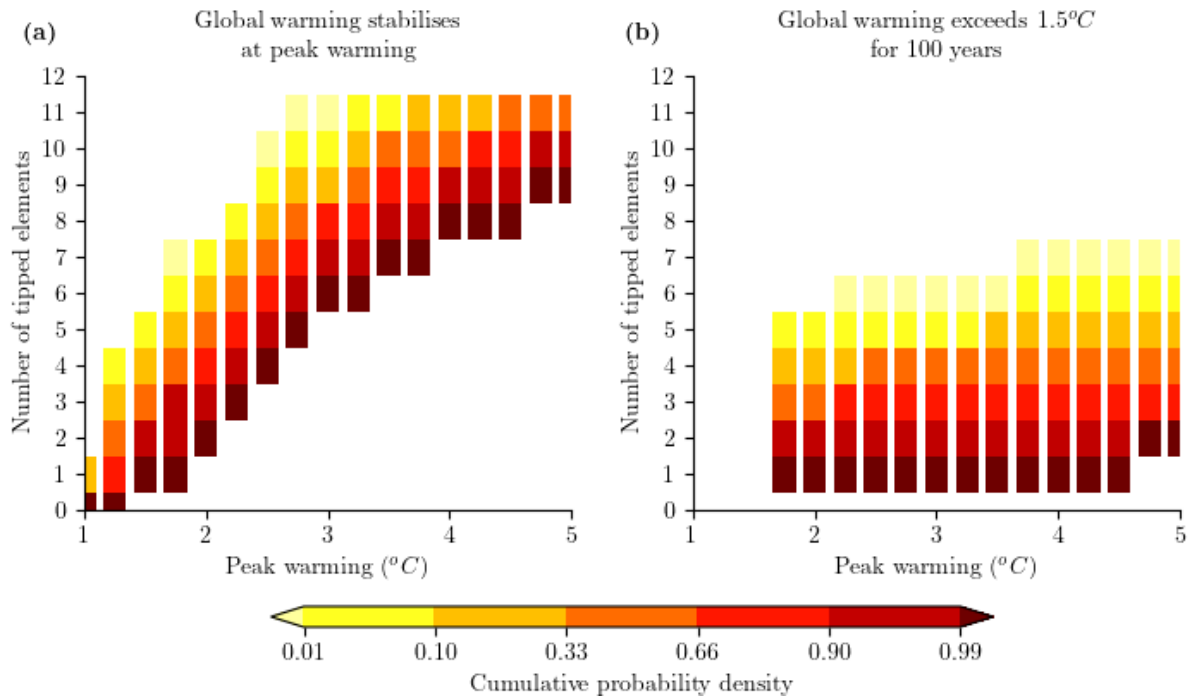 (a)
Global warming stabilises
at peak warming
12
11
10
9
8
7
6
5
4
3
2
1
0
Number of tipped elements
1 2 3 4 5
Peak warming (°C)
(b)
Global warming exceeds 1.5°C
for 100 years
12
11
10
9
8
7
6
5
4
3
2
1
0
Number of tipped elements
1 2 3 4 5
Peak warming (°C)
0.01 0.10 0.33 0.66 0.90 0.99
Cumulative probability density